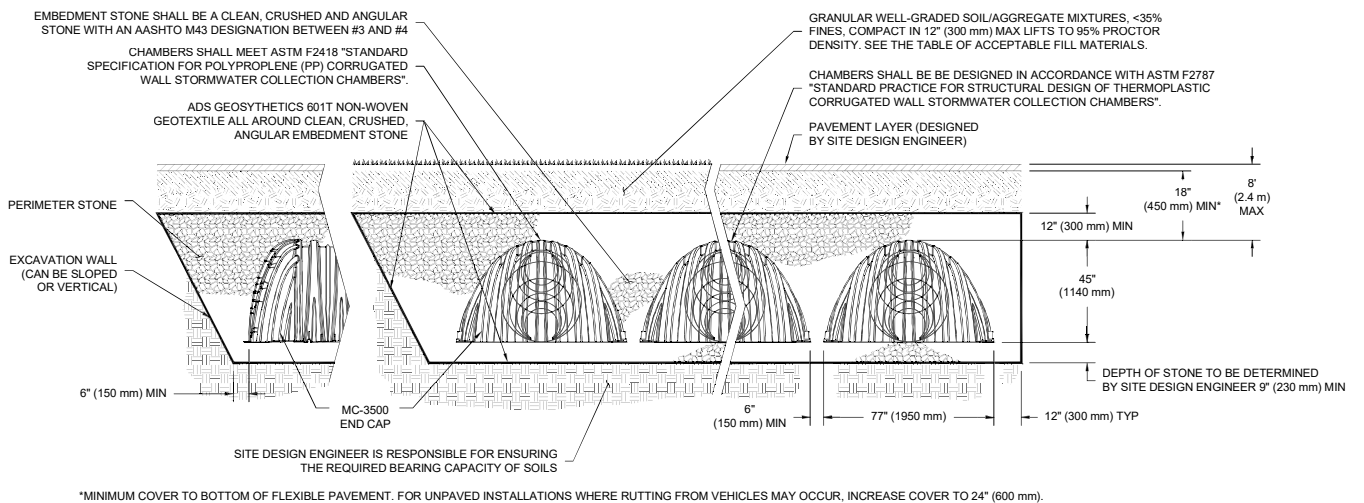 EMBEDMENT STONE SHALL BE A CLEAN, CRUSHED AND ANGULAR
STONE WITH AN AASHTO M43 DESIGNATION BETWEEN #3 AND #4
CHAMBERS SHALL MEET ASTM F2418 "STANDARD
SPECIFICATION FOR POLYPROPLENE (PP) CORRUGATED
WALL STORMWATER COLLECTION CHAMBERS".
ADS GEOSYTHETICS 601T NON-WOVEN
GEOTEXTILE ALL AROUND CLEAN, CRUSHED,
ANGULAR EMBEDMENT STONE
GRANULAR WELL-GRADED SOIL/AGGREGATE MIXTURES, <35%
FINES, COMPACT IN 12" (300 mm) MAX LIFTS TO 95% PROCTOR
DENSITY. SEE THE TABLE OF ACCEPTABLE FILL MATERIALS.
CHAMBERS SHALL BE BE DESIGNED IN ACCORDANCE WITH ASTM F2787
"STANDARD PRACTICE FOR STRUCTURAL DESIGN OF THERMOPLASTIC
CORRUGATED WALL STORMWATER COLLECTION CHAMBERS".
PAVEMENT LAYER (DESIGNED
BY SITE DESIGN ENGINEER)
PERIMETER STONE
EXCAVATION WALL
(CAN BE SLOPED
OR VERTICAL)
8'
(2.4 m)
MAX
18"
(450 mm) MIN*
12" (300 mm) MIN
45"
(1140 mm)
DEPTH OF STONE TO BE DETERMINED
BY SITE DESIGN ENGINEER 9" (230 mm) MIN
6" (150 mm) MIN
MC-3500
END CAP
6"
(150 mm) MIN
77" (1950 mm)
12" (300 mm) TYP
SITE DESIGN ENGINEER IS RESPONSIBLE FOR ENSURING
THE REQUIRED BEARING CAPACITY OF SOILS
*MINIMUM COVER TO BOTTOM OF FLEXIBLE PAVEMENT. FOR UNPAVED INSTALLATIONS WHERE RUTTING FROM VEHICLES MAY OCCUR, INCREASE COVER TO 24" (600 mm).